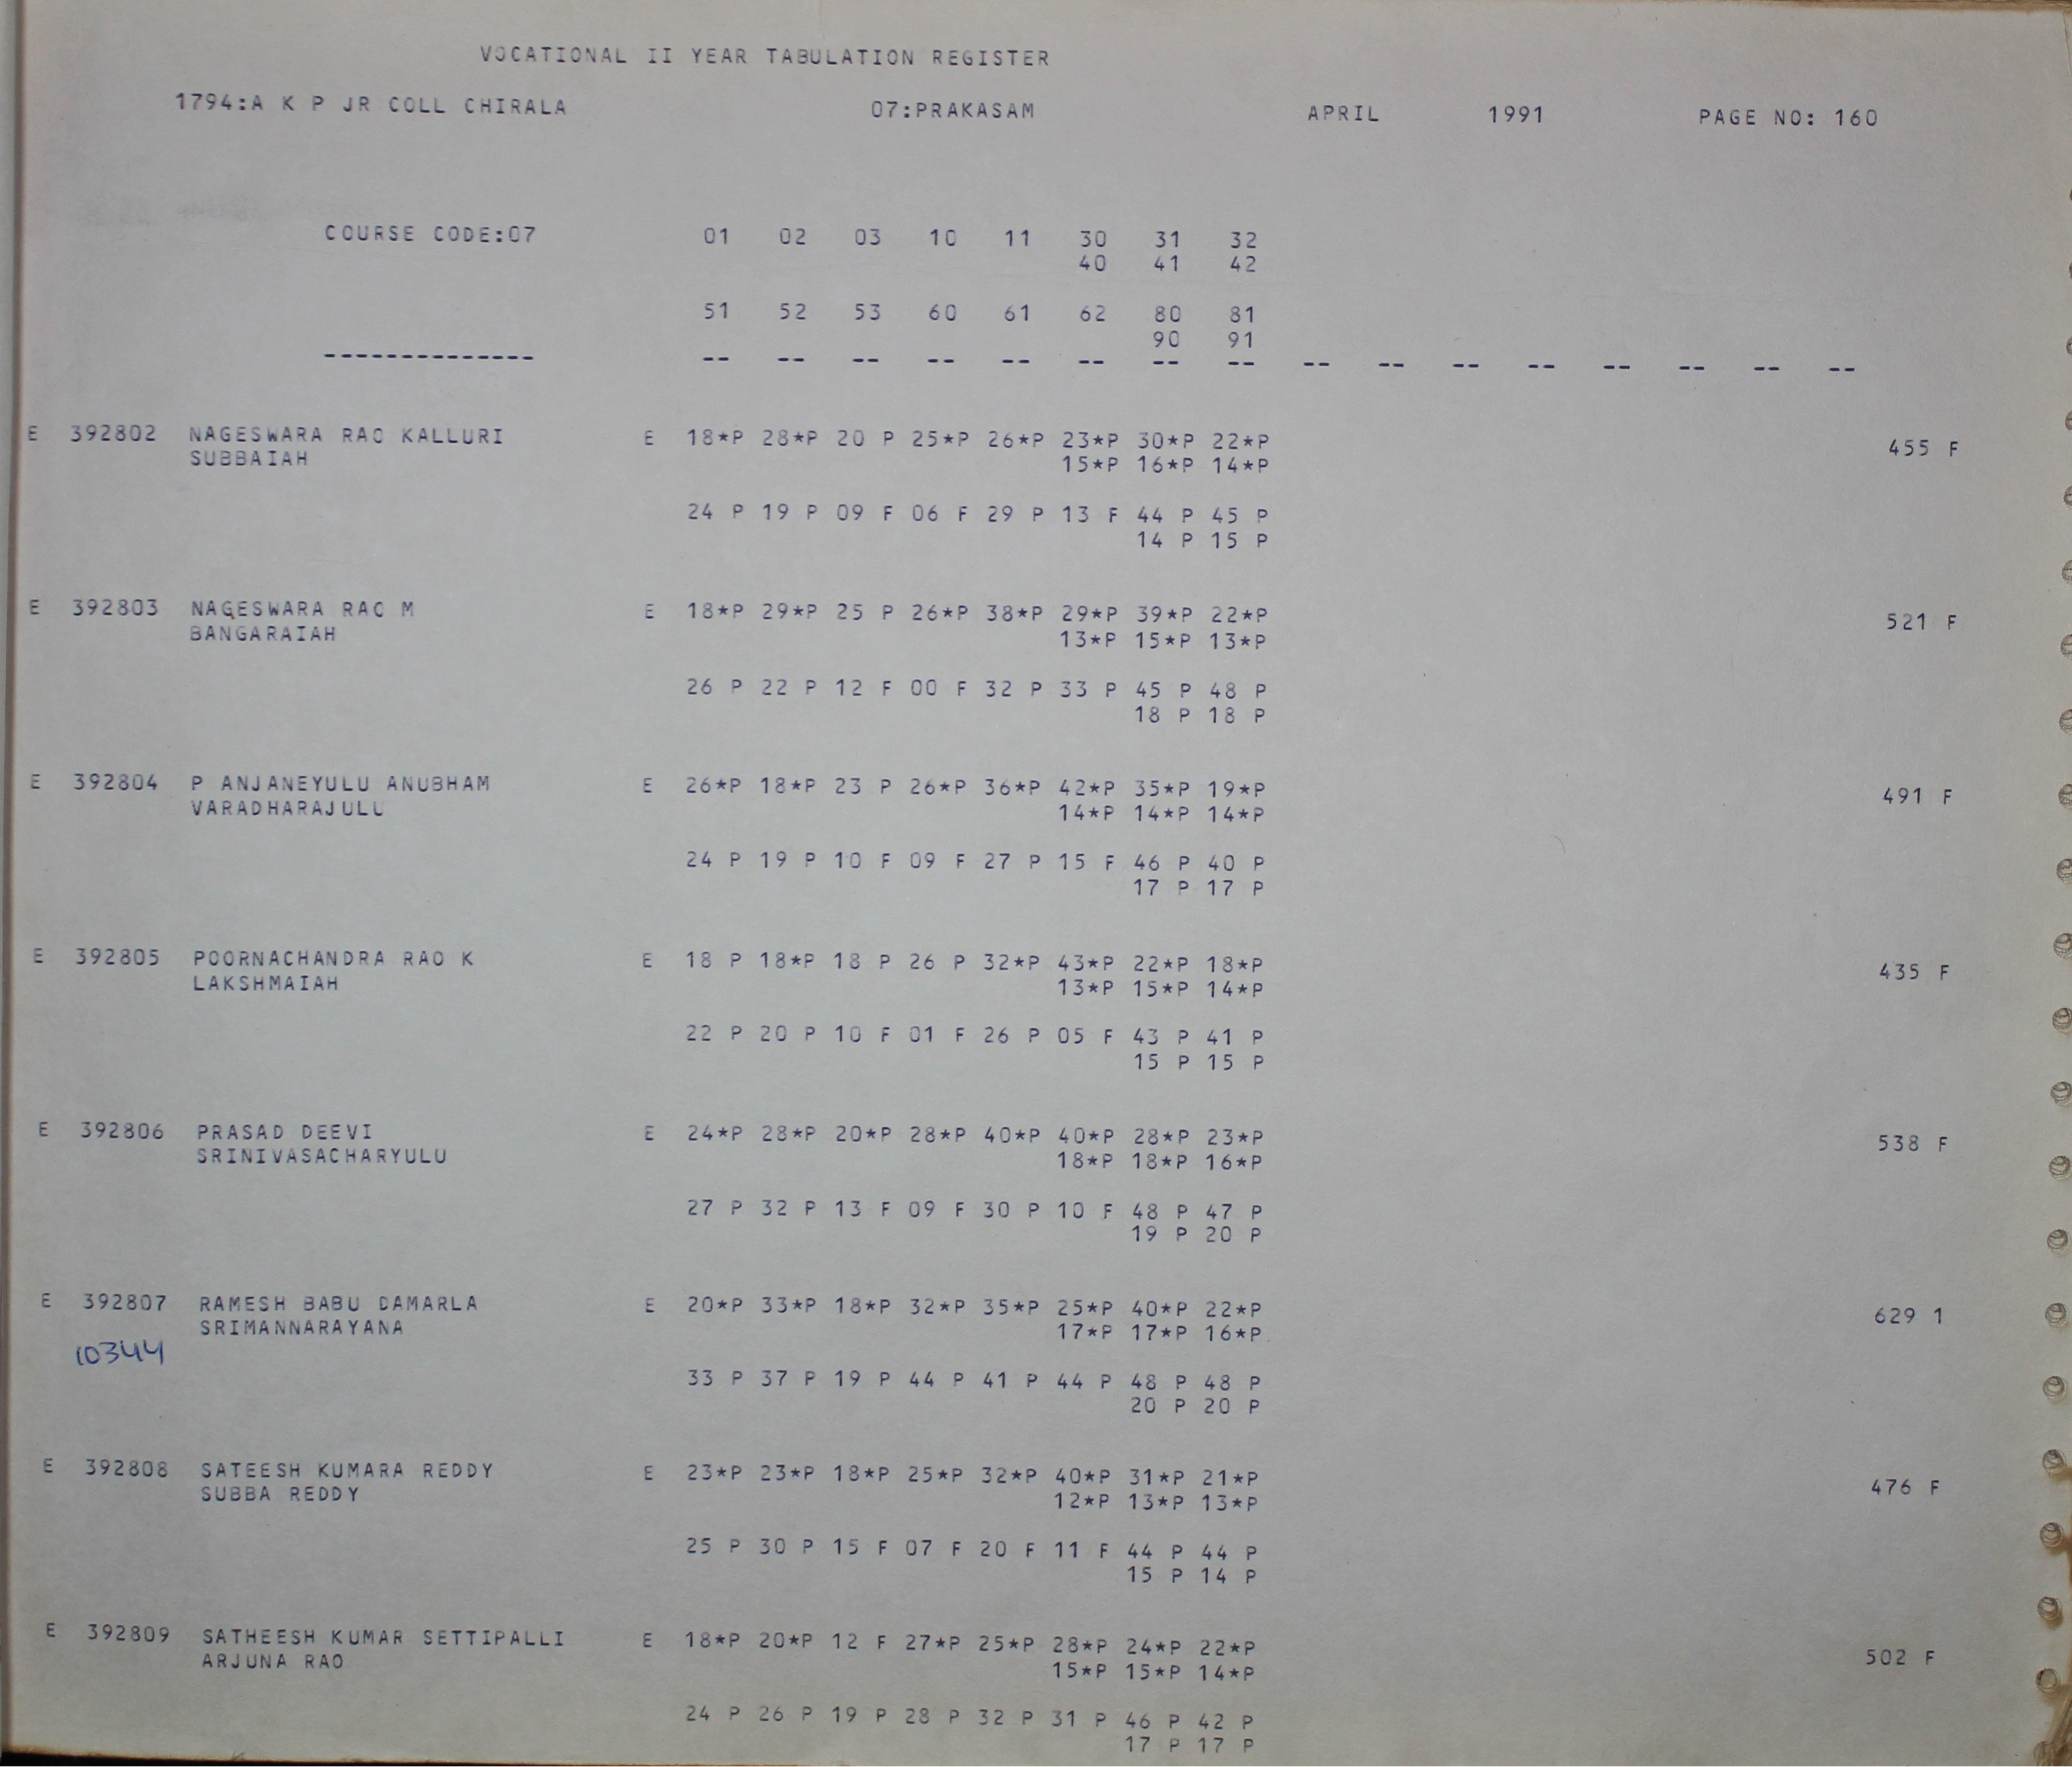 VOCATIONAL II YEAR TABULATION REGISTER
1794:A K P JR COLL CHIRALA 07:PRAKASAM APRIL 1991 PAGE NO: 160
COURSE CODE:07 01 02 03 10 11 30 31 32
40 41 42
51 52 53 60 61 62 80 81
90 91
-------------- -- -- -- -- -- -- -- -- -- -- -- -- -- -- -- --
E 392802 NAGESWARA RAO KALLURI E 18*P 28*P 20 P 25*P 26*P 23*P 30*P 22*P 455 F
SUBBAIAH 15*P 16*P 14*P
24 P 19 P 09 F 06 F 29 P 13 F 44 P 45 P
14 P 15 P
E 392803 NAGESWARA RAO M E 18*P 29*P 25 P 26*P 38*P 29*P 39*P 22*P 521 F
BANGARAIAH 13*P 15*P 13*P
26 P 22 P 12 F 00 F 32 P 33 P 45 P 48 P
18 P 18 P
E 392804 P ANJANEYULU ANUBHAM E 26*P 18*P 23 P 26*P 36*P 42*P 35*P 19*P 491 F
VARADHARAJULU 14*P 14*P 14*P
24 P 19 P 10 F 09 F 27 P 15 F 46 P 40 P
17 P 17 P
E 392805 POORNACHANDRA RAO K E 18 P 18*P 18 P 26 P 32*P 43*P 22*P 18*P 435 F
LAKSHMAIAH 13*P 15*P 14*P
22 P 20 P 10 F 01 F 26 P 05 F 43 P 41 P
15 P 15 P
E 392806 PRASAD DEEVI E 24*P 28*P 20*P 28*P 40*P 40*P 28*P 23*P 538 F
SRINIVASACHARYULU 18*P 18*P 16*P
27 P 32 P 13 F 09 F 30 P 10 F 48 P 47 P
19 P 20 P
E 392807 RAMESH BABU DAMARLA E 20*P 33*P 18*P 32*P 35*P 25*P 40*P 22*P 629 1
SRIMANNARAYANA 17*P 17*P 16*P
10344
33 P 37 P 19 P 44 P 41 P 44 P 48 P 48 P
20 P 20 P
E 392808 SATEESH KUMARA REDDY E 23*P 23*P 18*P 25*P 32*P 40*P 31*P 21*P 476 F
SUBBA REDDY 12*P 13*P 13*P
25 P 30 P 15 F 07 F 20 F 11 F 44 P 44 P
15 P 14 P
E 392809 SATHEESH KUMAR SETTIPALLI E 18*P 20*P 12 F 27*P 25*P 28*P 24*P 22*P 502 F
ARJUNA RAO 15*P 15*P 14*P
24 P 26 P 19 P 28 P 32 P 31 P 46 P 42 P
17 P 17 P